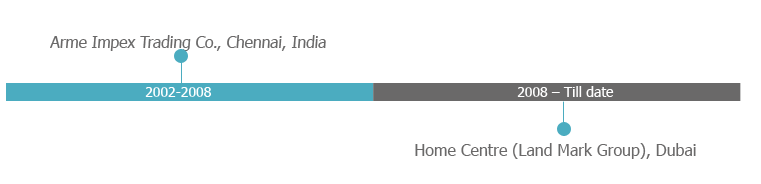 Arme Impex Trading Co., Chennai, India
2002-2008
2008 – Till date
Home Centre (Land Mark Group), Dubai